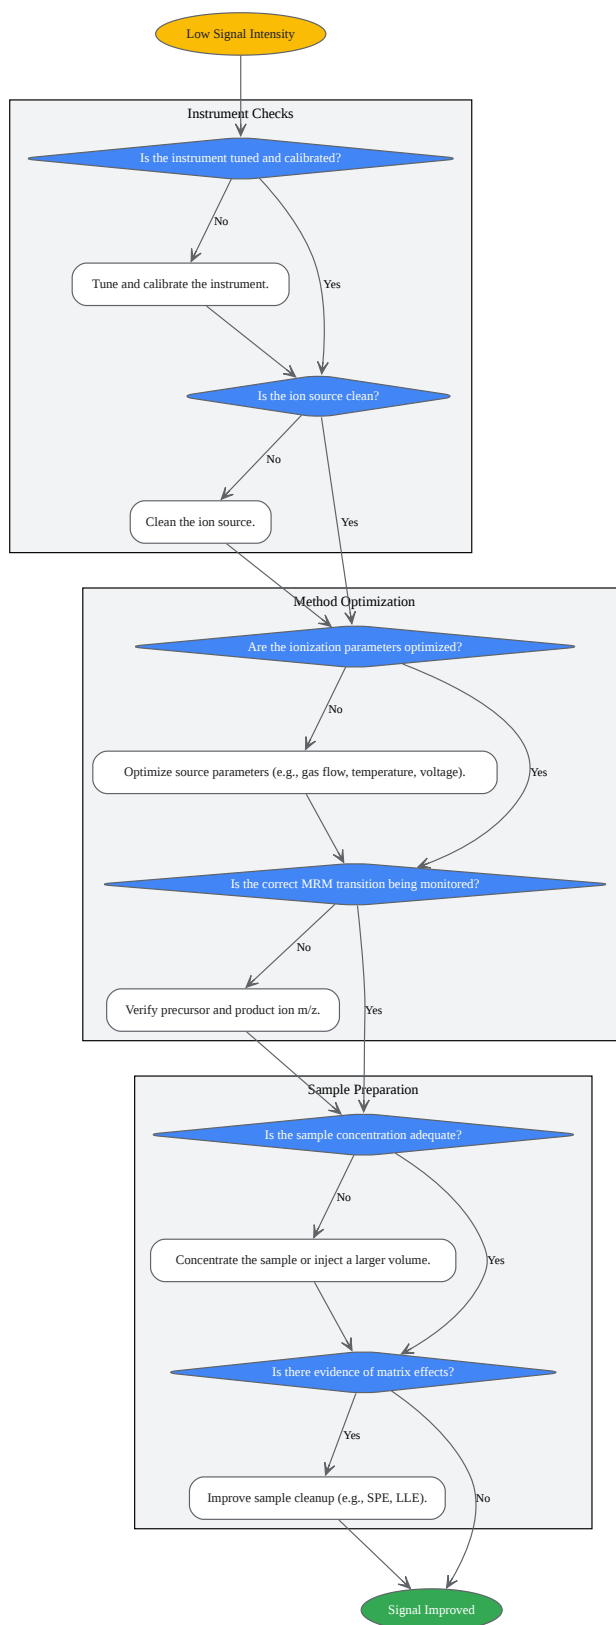 Low Signal Intensity
Instrument Checks
Is the instrument tuned and calibrated?
No
Yes
Tune and calibrate the instrument.
Is the ion source clean?
No
Clean the ion source.
Yes
Method Optimization
Are the ionization parameters optimized?
No
Optimize source parameters (e.g., gas flow, temperature, voltage).
Yes
Is the correct MRM transition being monitored?
No
Verify precursor and product ion m/z.
Yes
Sample Preparation
Is the sample concentration adequate?
No
Concentrate the sample or inject a larger volume.
Yes
Is there evidence of matrix effects?
Yes
Improve sample cleanup (e.g., SPE, LLE).
No
Signal Improved